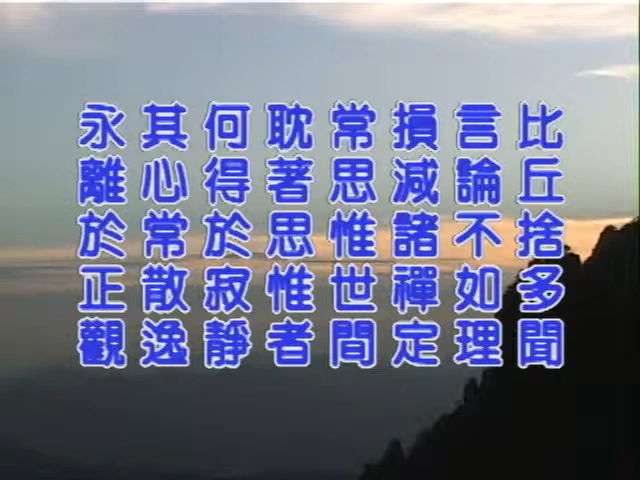 比丘捨多聞
言論不如理
損減諸禪定
常思惟世間
耽著思惟者
何得於寂靜
其心常散逸
永離於正觀